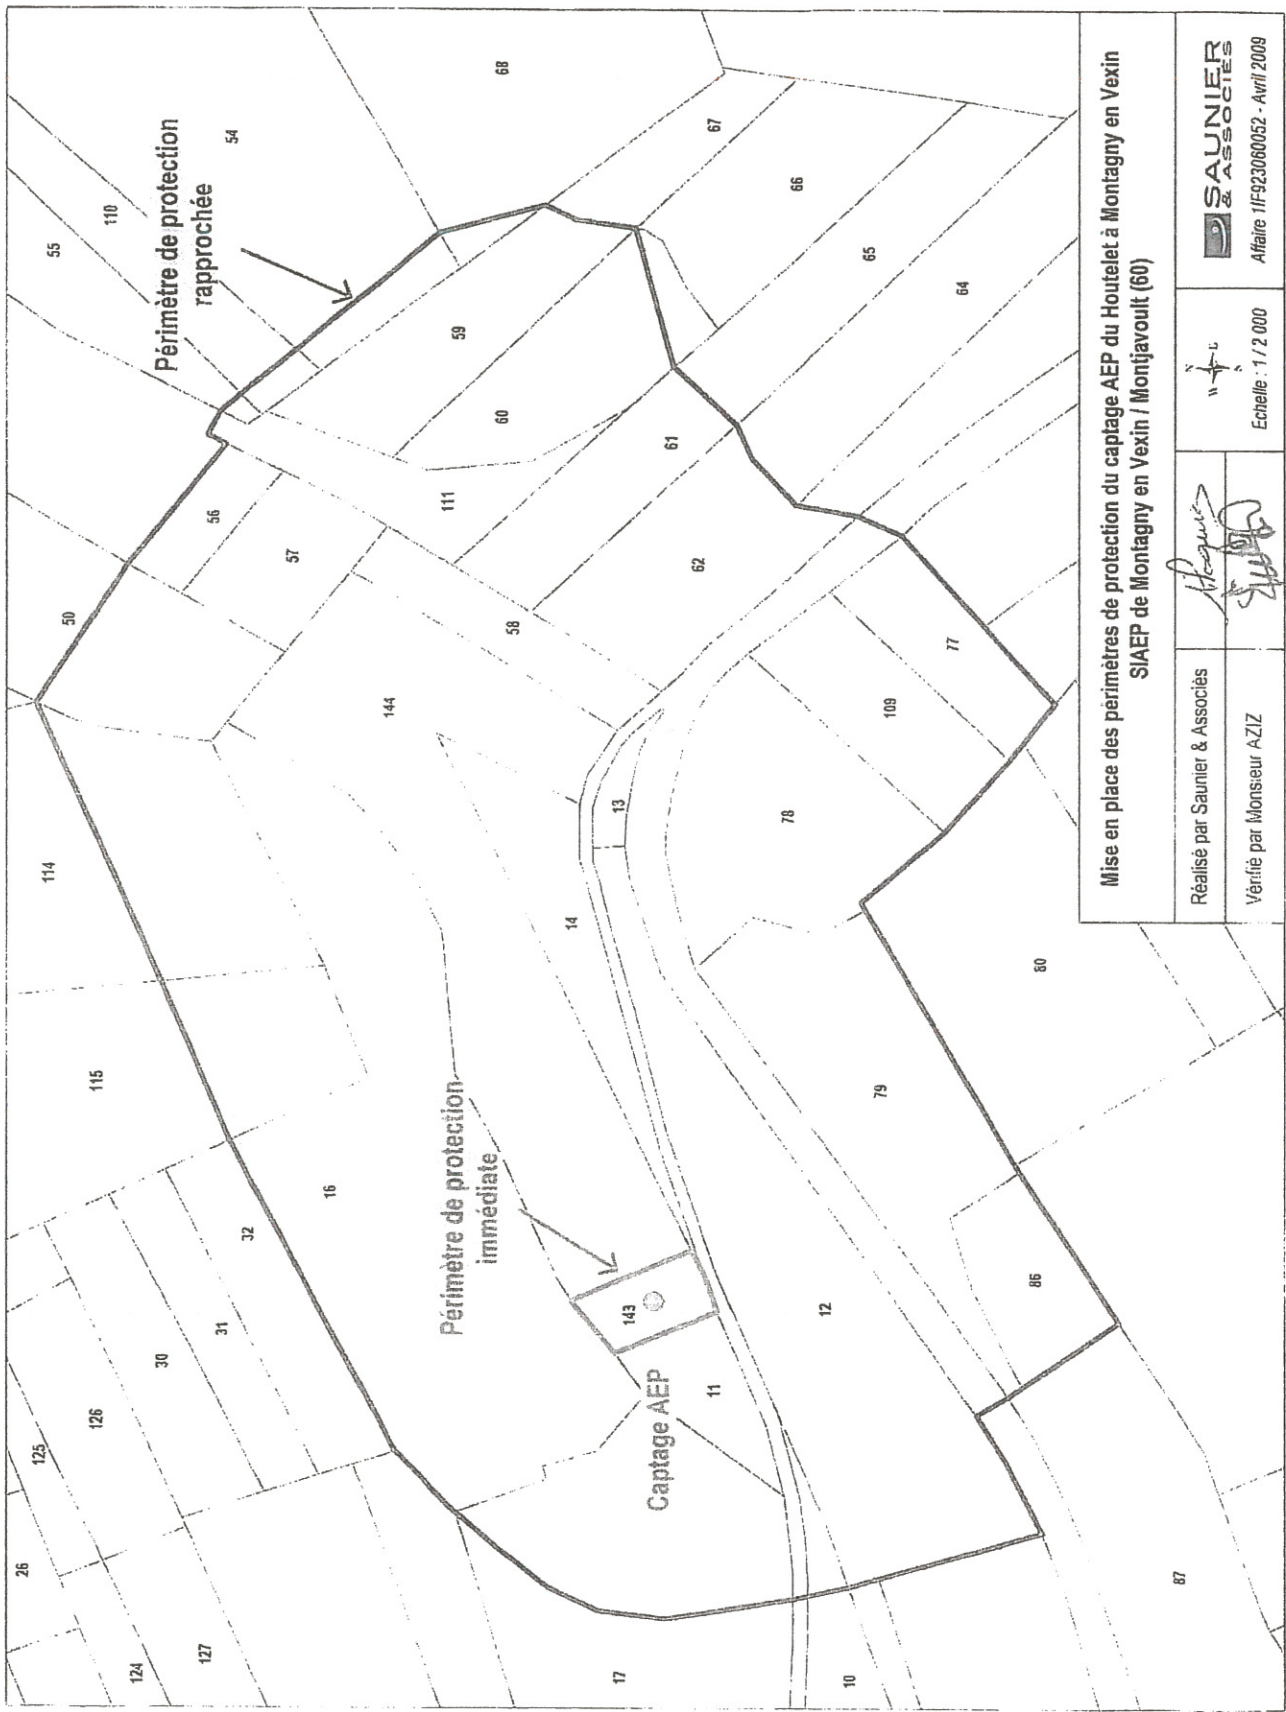 26
125
124
126
127
30
31
32
115
114
50
55
110
54
68
Périmètre de protection
rapprochée
56
57
59
60
67
66
65
64
111
61
62
58
144
16
Périmètre de protection
immédiate
14
13
143
Captage AEP
11
12
17
10
78
109
77
79
80
86
87
Mise en place des périmètres de protection du captage AEP du Houtelet à Montagny en Vexin
SIAEP de Montagny en Vexin / Montjavoult (60)
Réalisé par Saunier & Associés
Vérifié par Monsieur AZIZ
N
W
Echelle : 1 / 2 000
SAUNIER
& ASSOCIÉS
Affaire 1IF923060052 - Avril 2009